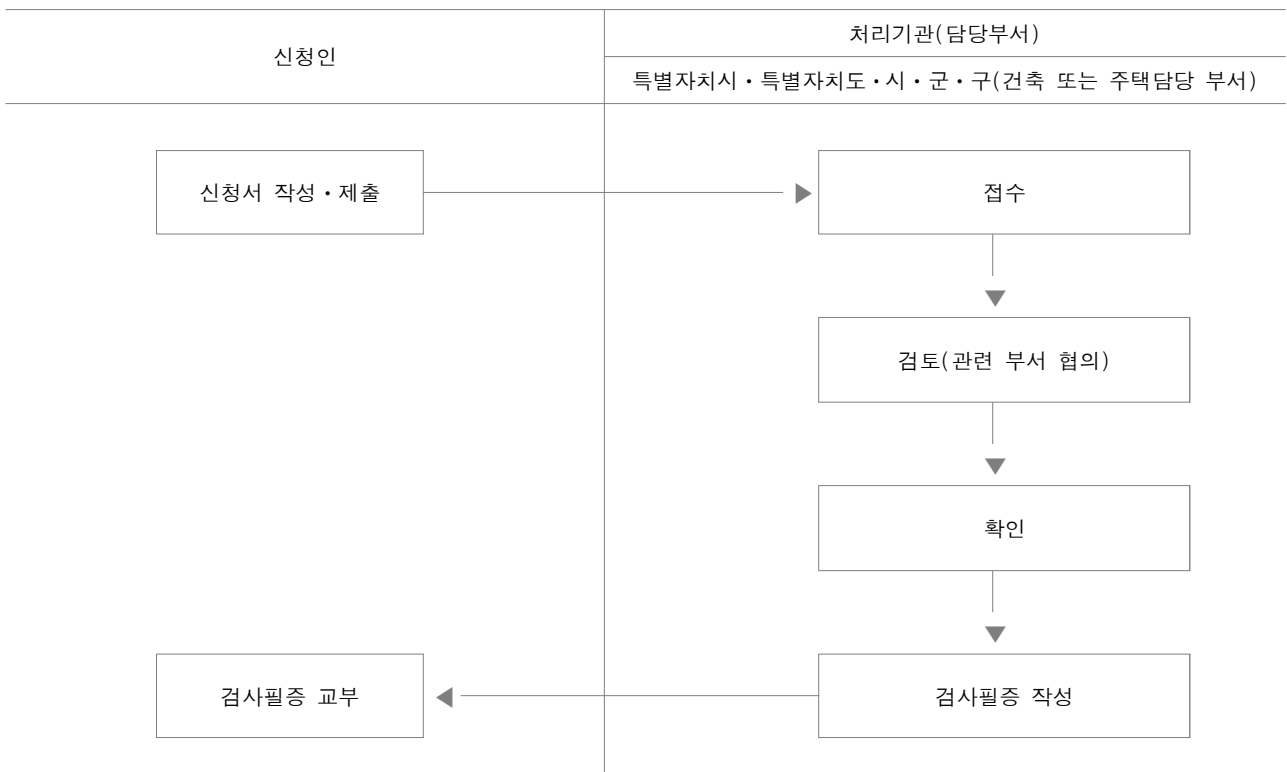 신청인
처리기관(담당부서)
특별자치시・특별자치도・시・군・구(건축 또는 주택담당 부서)
신청서 작성・제출
접수
검토(관련 부서 협의)
확인
검사필증 교부
검사필증 작성